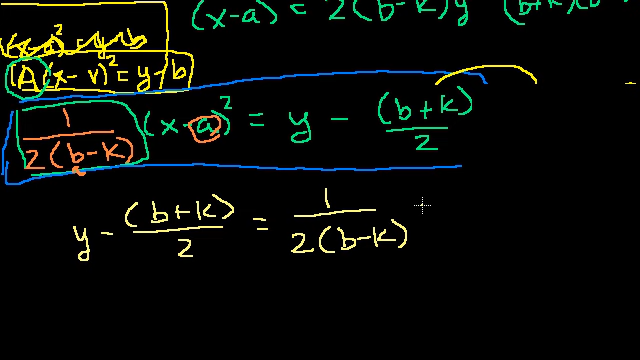 (x-a)² = 2(b-k)y (b+k)(b
(x-a)² = y-b
A(x-v)² = y-b
1/2(b-k) (x-a)² = y - (b+k)/2
y - (b+k)/2 = 1/2(b-k)